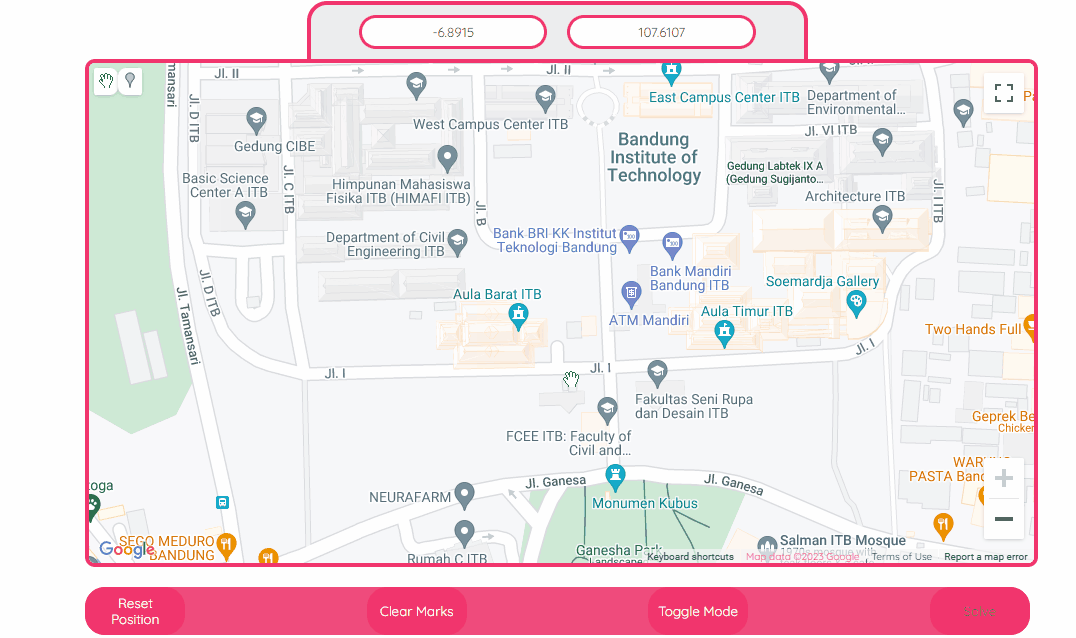 -6.8915
107.6107
Jl. II
Jl. II
mansari
Jl. D ITB
East Campus Center ITB
Department of
Environmental...
West Campus Center ITB
Jl. VI ITB
Gedung CIBE
Bandung
Institute of
Technology
Gedung Labtek IX A
(Gedung Sugijanto...
Basic Science
Center A ITB
Jl. C ITB
Himpunan Mahasiswa
Fisika ITB (HIMAFI ITB)
Architecture ITB
Jl. B
Department of Civil
Engineering ITB
Bank BRI KK Institut
Teknologi Bandung
Bank Mandiri
Bandung ITB
Jl. D ITB
Jl. Tamansari
Aula Barat ITB
Soemardja Gallery
ATM Mandiri
Aula Timur ITB
Two Hands Full
Jl. I
Jl. I
Jl. I
Fakultas Seni Rupa
dan Desain ITB
Geprek Be
Chicken
FCEE ITB: Faculty of
Civil and...
oga
NEURAFARM
Jl. Ganesa
Jl. Ganesa
PASTA Band
Monumen Kubus
SEGO MEDURO
BANDUNG
Google
Rumah C ITB
Ganesha Park
Landscape
Salman ITB Mosque
Keyboard shortcuts
Map data ©2023 Google
Terms of Use
Report a map error
Reset
Position
Clear Marks
Toggle Mode